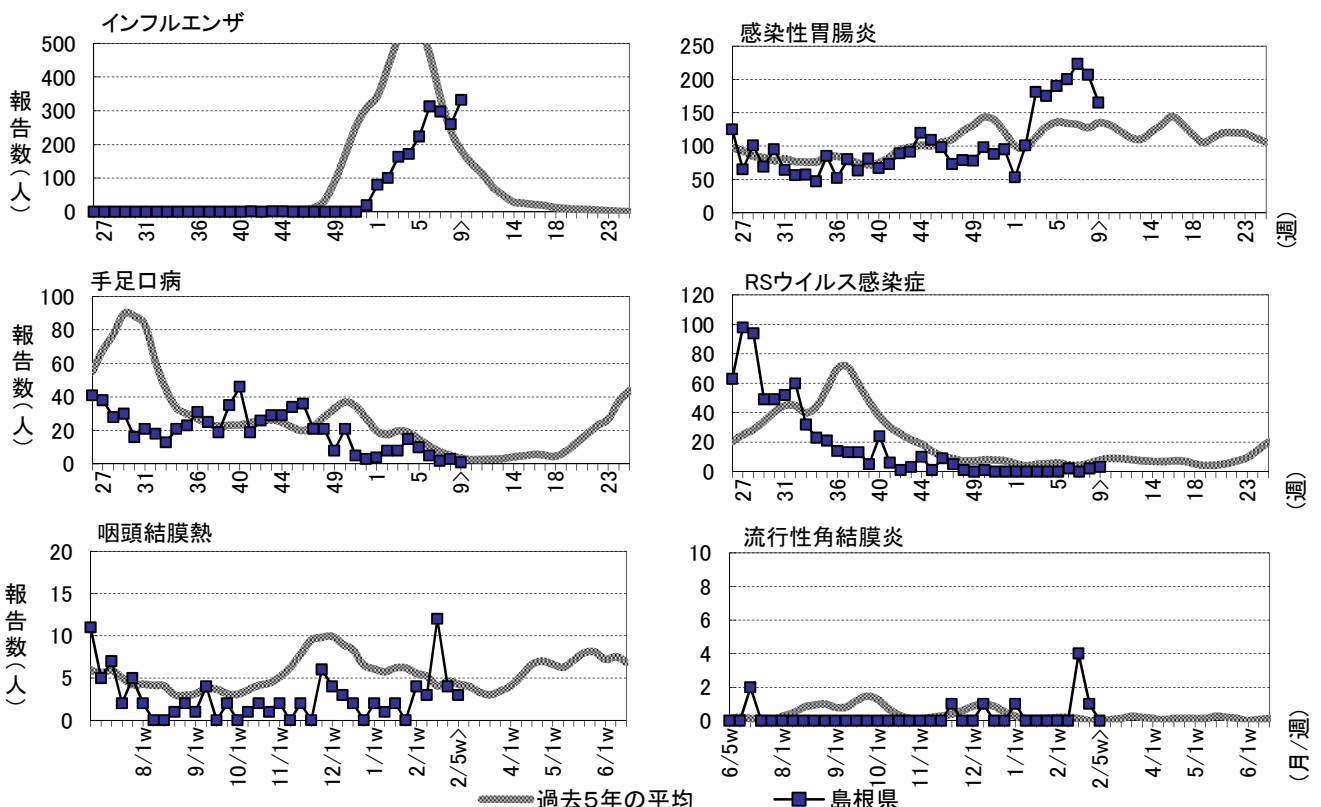 インフルエンザ
報告数(人)
500
400
300
200
100
0
27 31 36 40 44 49 1 5 9> 14 18 23
感染性胃腸炎
250
200
150
100
50
0
27 31 36 40 44 49 1 5 9> 14 18 23 (週)
手足口病
報告数(人)
100
80
60
40
20
0
27 31 36 40 44 49 1 5 9> 14 18 23
RSウイルス感染症
120
100
80
60
40
20
0
27 31 36 40 44 49 1 5 9> 14 18 23 (週)
咽頭結膜熱
報告数(人)
20
15
10
5
0
8/1w 9/1w 10/1w 11/1w 12/1w 1/1w 2/1w 2/5w> 4/1w 5/1w 6/1w
流行性角結膜炎
10
8
6
4
2
0
6/5w 8/1w 9/1w 10/1w 11/1w 12/1w 1/1w 2/1w 2/5w> 4/1w 5/1w 6/1w (月/週)
過去5年の平均 島根県